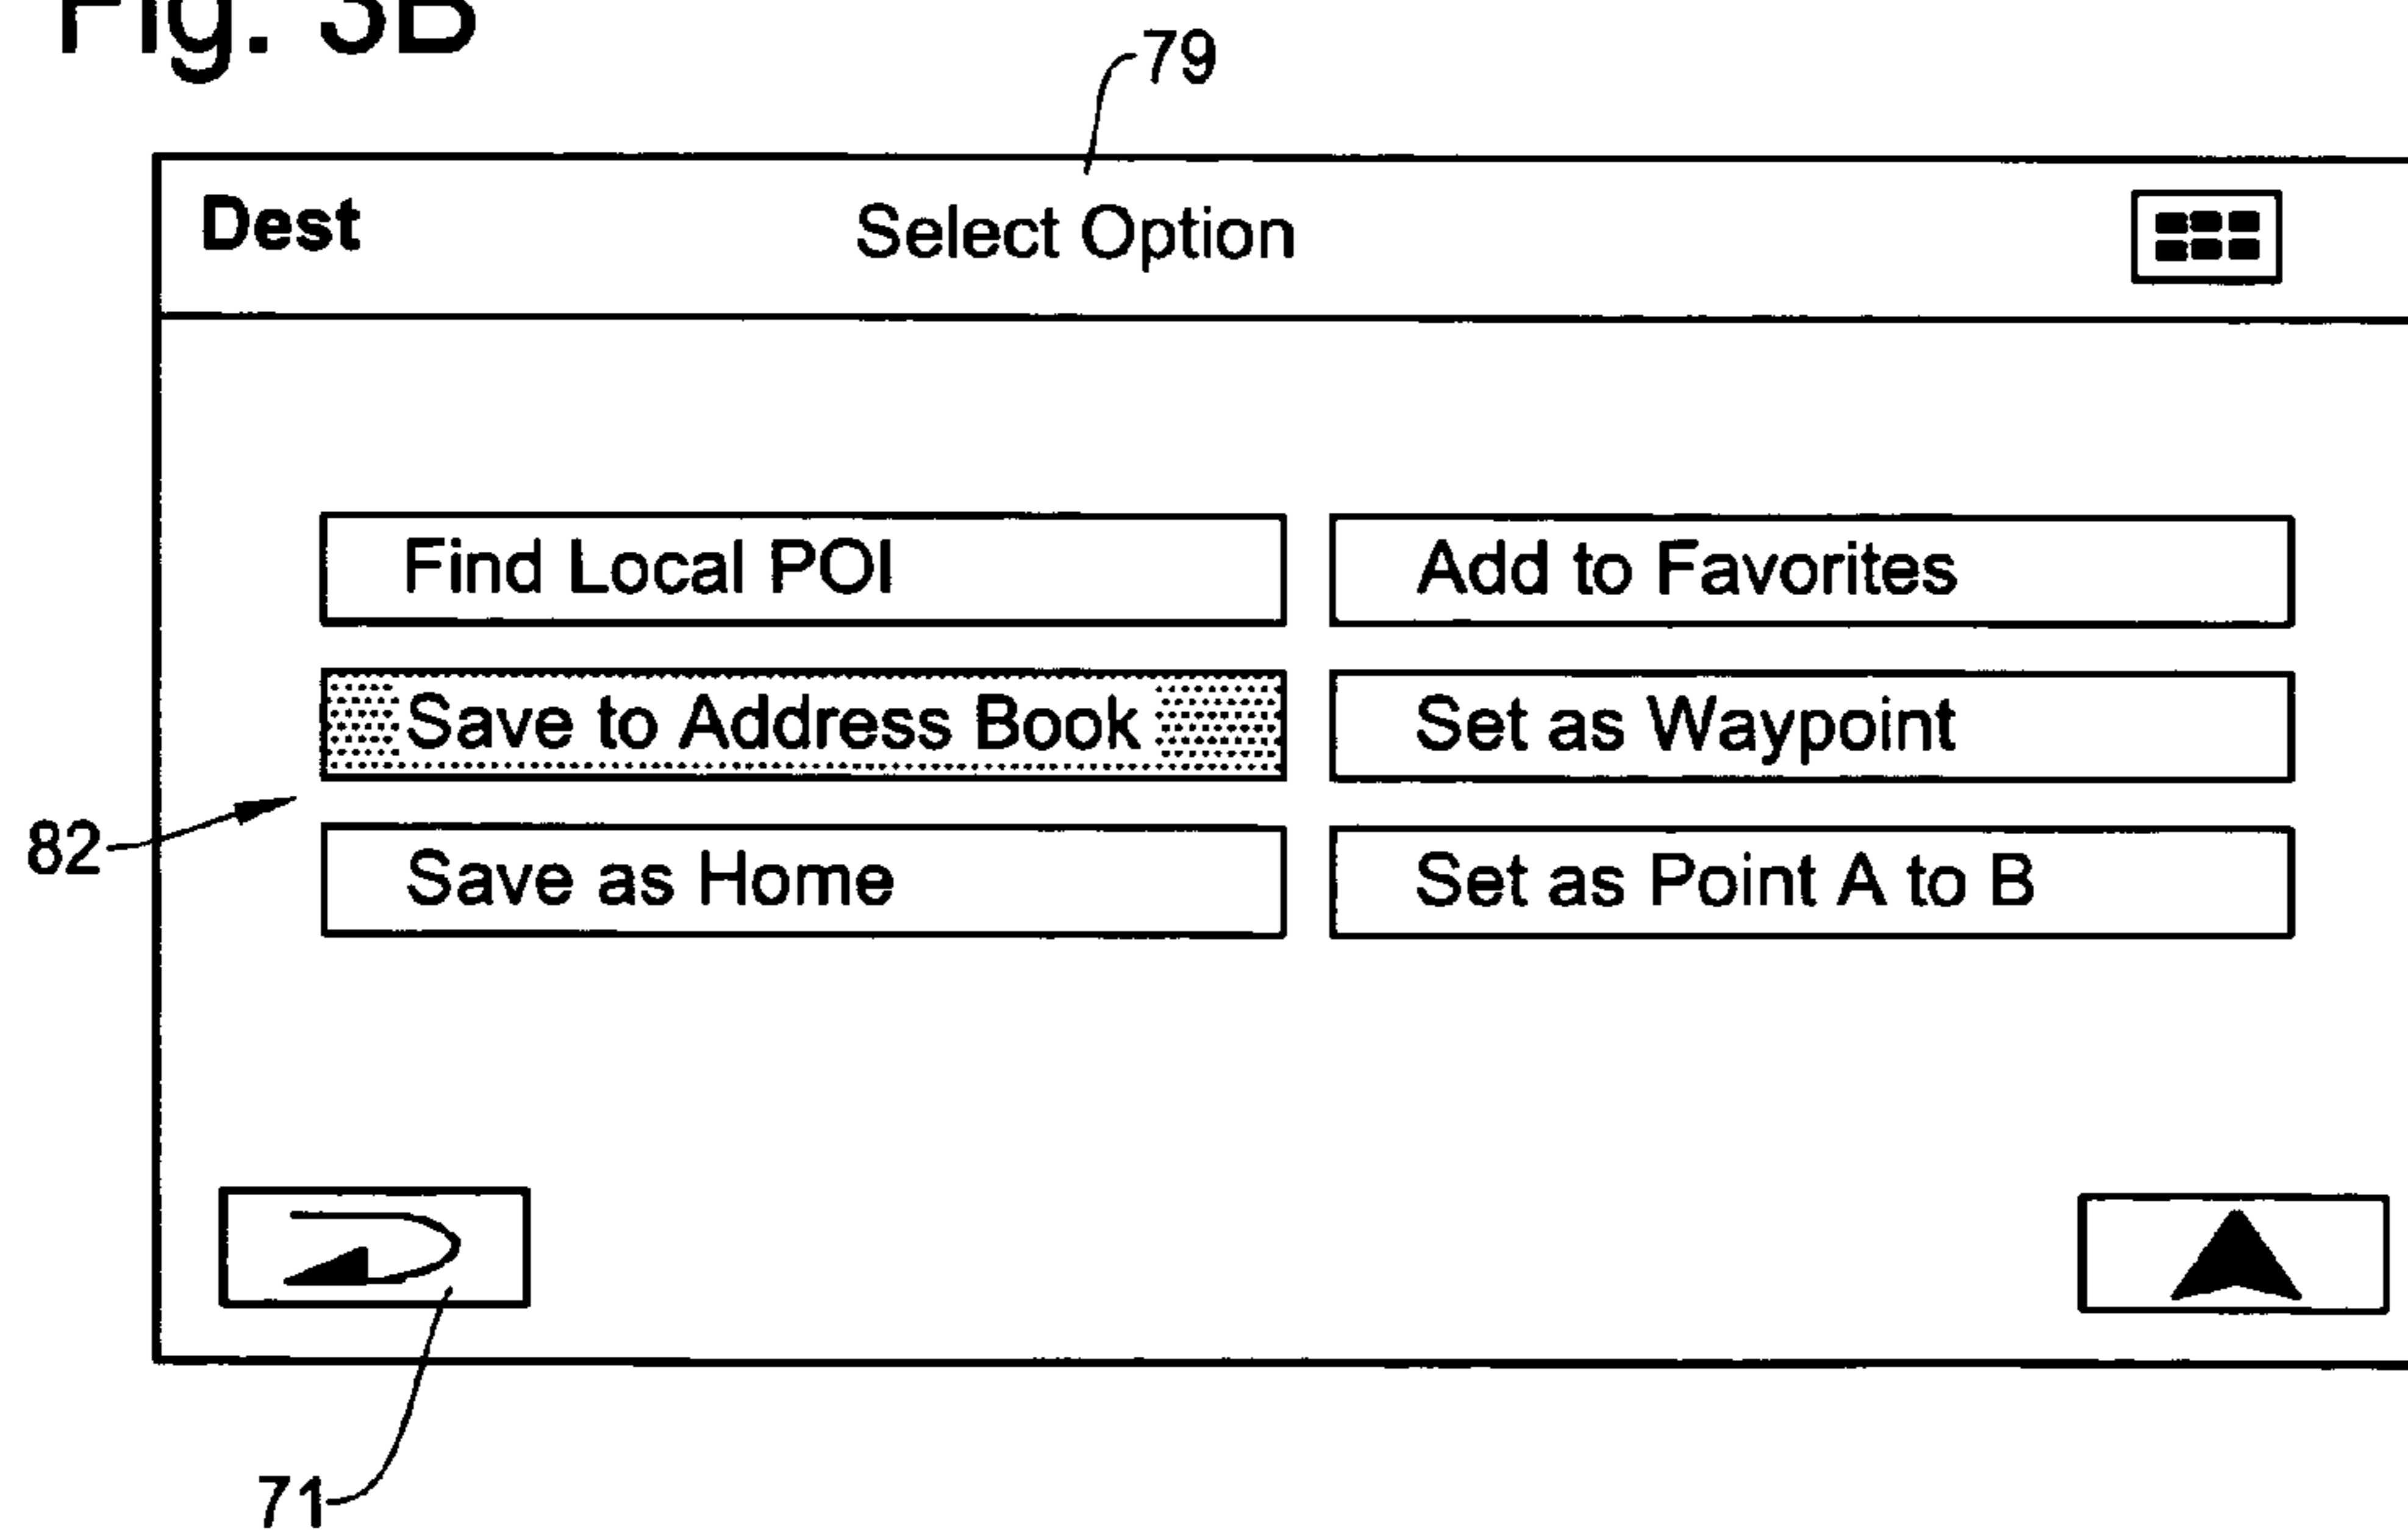 Fig. 3B
79
Dest
Select Option
Find Local POI
Add to Favorites
Save to Address Book
Set as Waypoint
82
Save as Home
Set as Point A to B
71